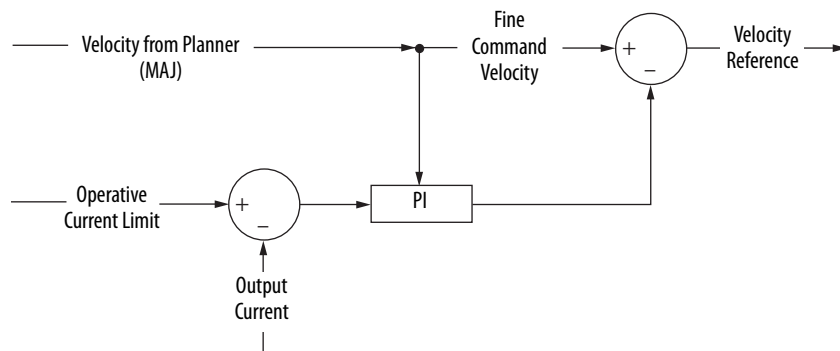 Velocity from Planner
(MAJ)
Fine
Command
Velocity
+
−
Velocity
Reference
Operative
Current Limit
+
−
PI
Output
Current